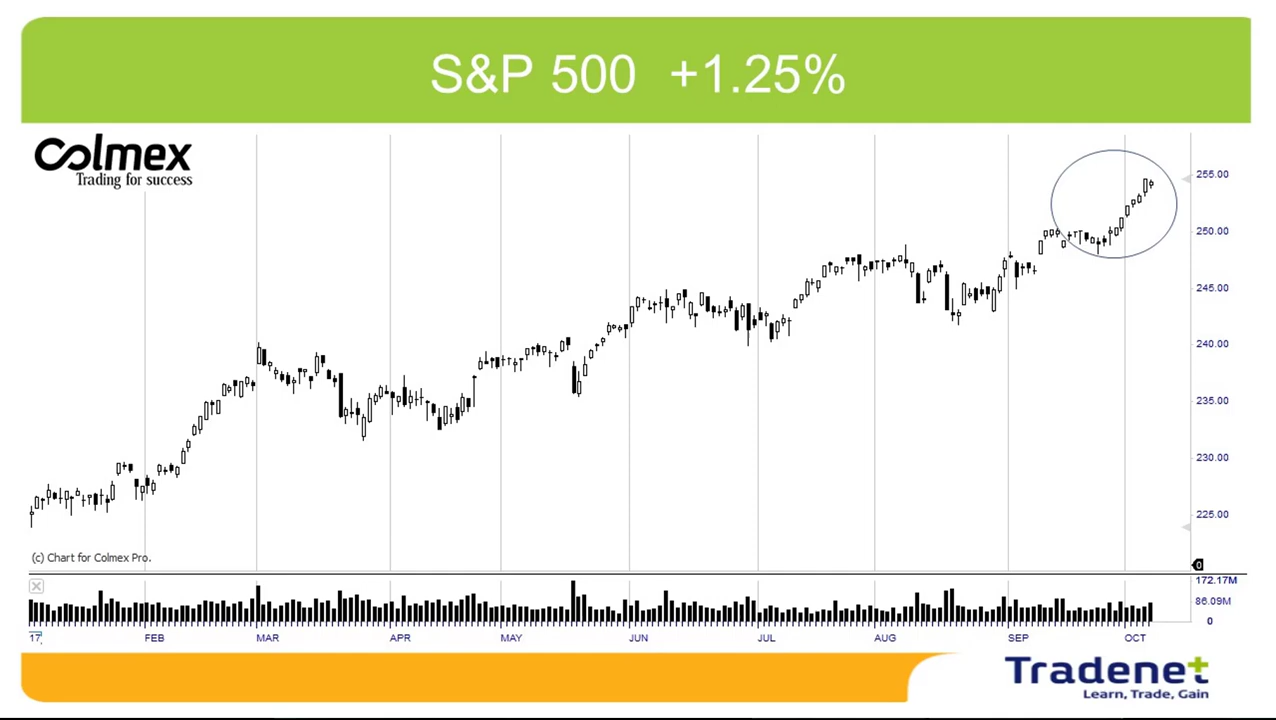 S&P 500 +1.25%
Colmex
Trading for success
255.00
250.00
245.00
240.00
235.00
230.00
225.00
(c) Chart for Colmex Pro.
0
172.17M
86.09M
0
17 FEB MAR APR MAY JUN JUL AUG SEP OCT
Tradenet
Learn, Trade, Gain